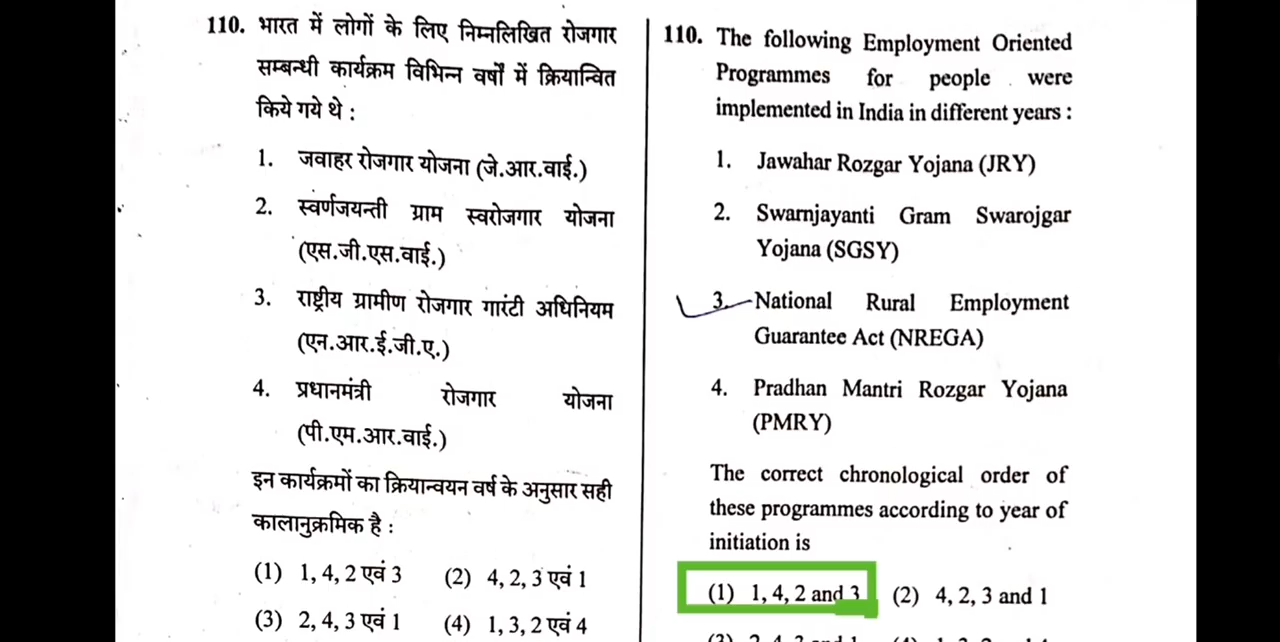 110. भारत में लोगों के लिए निम्नलिखित रोजगार
सम्बन्धी कार्यक्रम विभिन्न वर्षों में क्रियान्वित
किये गये थे :
1. जवाहर रोजगार योजना (जे.आर.वाई.)
2. स्वर्णजयन्ती ग्राम स्वरोजगार योजना
(एस.जी.एस.वाई.)
3. राष्ट्रीय ग्रामीण रोजगार गारंटी अधिनियम
(एन.आर.ई.जी.ए.)
4. प्रधानमंत्री रोजगार योजना
(पी.एम.आर.वाई.)
इन कार्यक्रमों का क्रियान्वयन वर्ष के अनुसार सही
कालानुक्रमिक है :
(1) 1, 4, 2 एवं 3 (2) 4, 2, 3 एवं 1
(3) 2, 4, 3 एवं 1 (4) 1, 3, 2 एवं 4
110. The following Employment Oriented
Programmes for people were
implemented in India in different years :
1. Jawahar Rozgar Yojana (JRY)
2. Swarnjayanti Gram Swarojgar
Yojana (SGSY)
3. National Rural Employment
Guarantee Act (NREGA)
4. Pradhan Mantri Rozgar Yojana
(PMRY)
The correct chronological order of
these programmes according to year of
initiation is
(1) 1, 4, 2 and 3 (2) 4, 2, 3 and 1